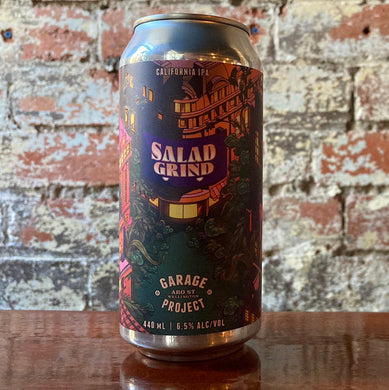 CALIFORNIA IPA
SALAD
GRIND
GARAGE
ARO ST
WELLINGTON
PROJECT
440 ML | 6.5% ALC/VOL